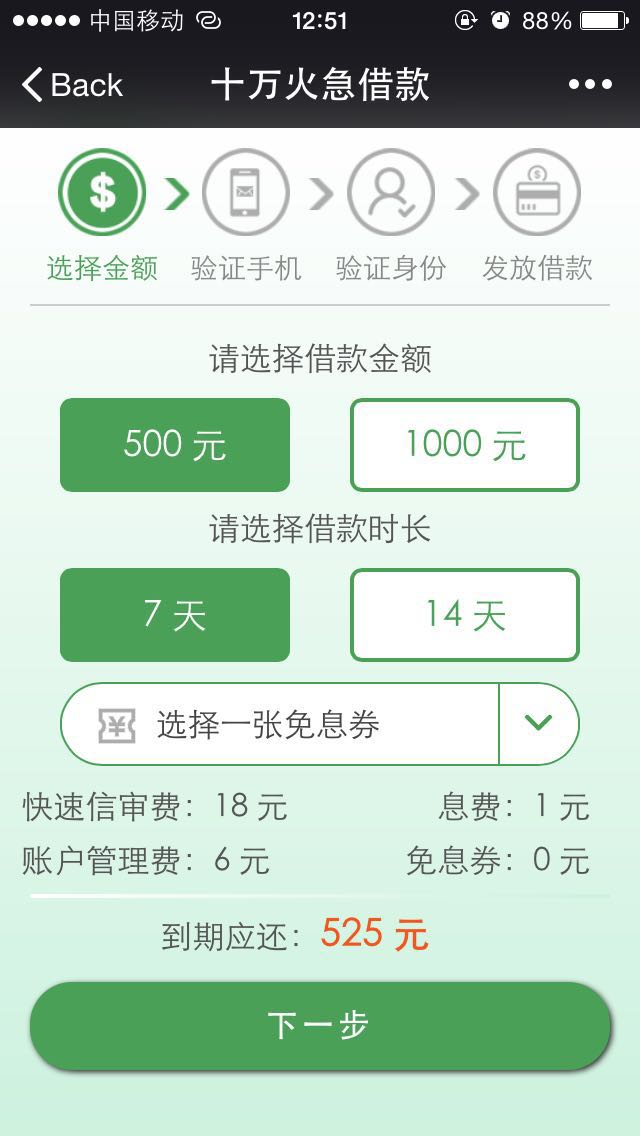 中国移动 12:51 88%
Back 十万火急借款
选择金额 验证手机 验证身份 发放借款
请选择借款金额
500 元 1000 元
请选择借款时长
7 天 14 天
选择一张免息券
快速信审费：18 元 息费：1 元
账户管理费：6 元 免息券：0 元
到期应还：525 元
下一步